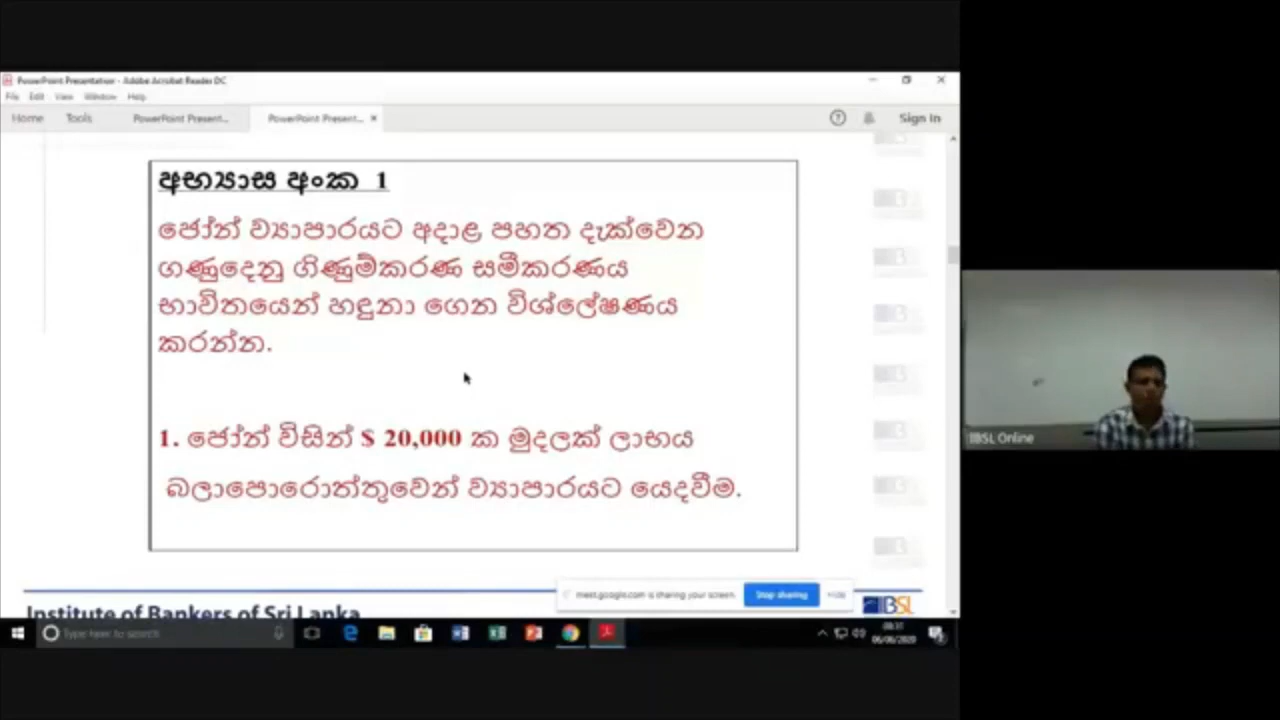 PowerPoint Presentation - Adobe Acrobat Reader DC
File Edit View Window Help
Home Tools PowerPoint Present... PowerPoint Present... × Sign In
අභ්‍යාස අංක 1
ජෝන් ව්‍යාපාරයට අදාළ පහත දැක්වෙන
ගණුදෙනු ගිණුම්කරණ සමීකරණය
භාවිතයෙන් හඳුනා ගෙන විශ්ලේෂණය
කරන්න.
1. ජෝන් විසින් $ 20,000 ක මුදලක් ලාභය
බලාපොරොත්තුවෙන් ව්‍යාපාරයට යෙදවීම.
IBSL Online
meet.google.com is sharing your screen. Stop sharing Hide
Institute of Bankers of Sri Lanka
IBSL
Type here to search
06/06/2020